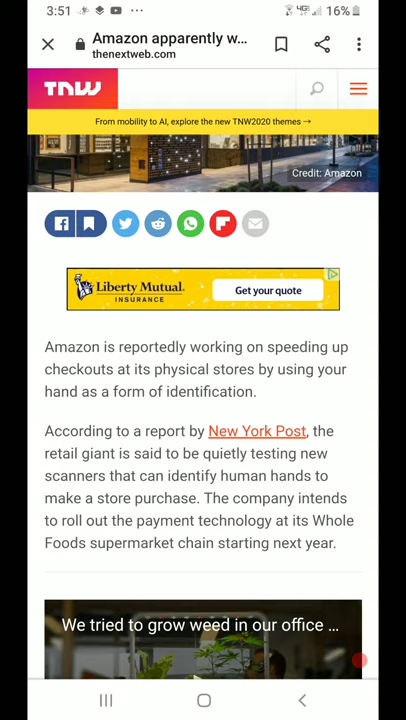 3:51
4GE
16%
Amazon apparently w...
thenextweb.com
TNW
From mobility to AI, explore the new TNW2020 themes →
Credit: Amazon
Liberty Mutual.
INSURANCE
Get your quote
Amazon is reportedly working on speeding up
checkouts at its physical stores by using your
hand as a form of identification.
According to a report by New York Post, the
retail giant is said to be quietly testing new
scanners that can identify human hands to
make a store purchase. The company intends
to roll out the payment technology at its Whole
Foods supermarket chain starting next year.
We tried to grow weed in our office ...